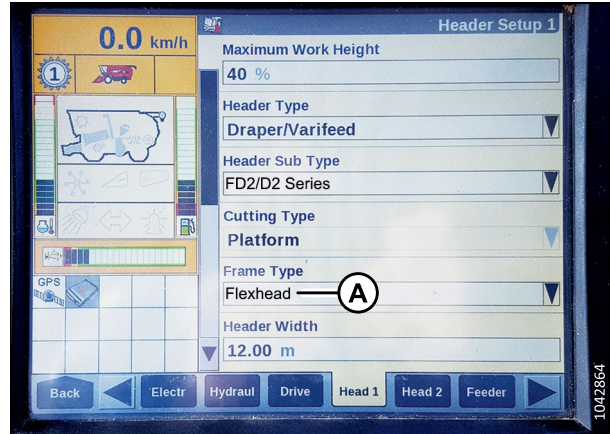 0.0 km/h
Header Setup 1
1
Maximum Work Height
40 %
Header Type
Draper/Varifeed
Header Sub Type
FD2/D2 Series
Cutting Type
Platform
Frame Type
Flexhead
A
GPS
Header Width
12.00 m
Back
Electr
Hydraul
Drive
Head 1
Head 2
Feeder
1042864